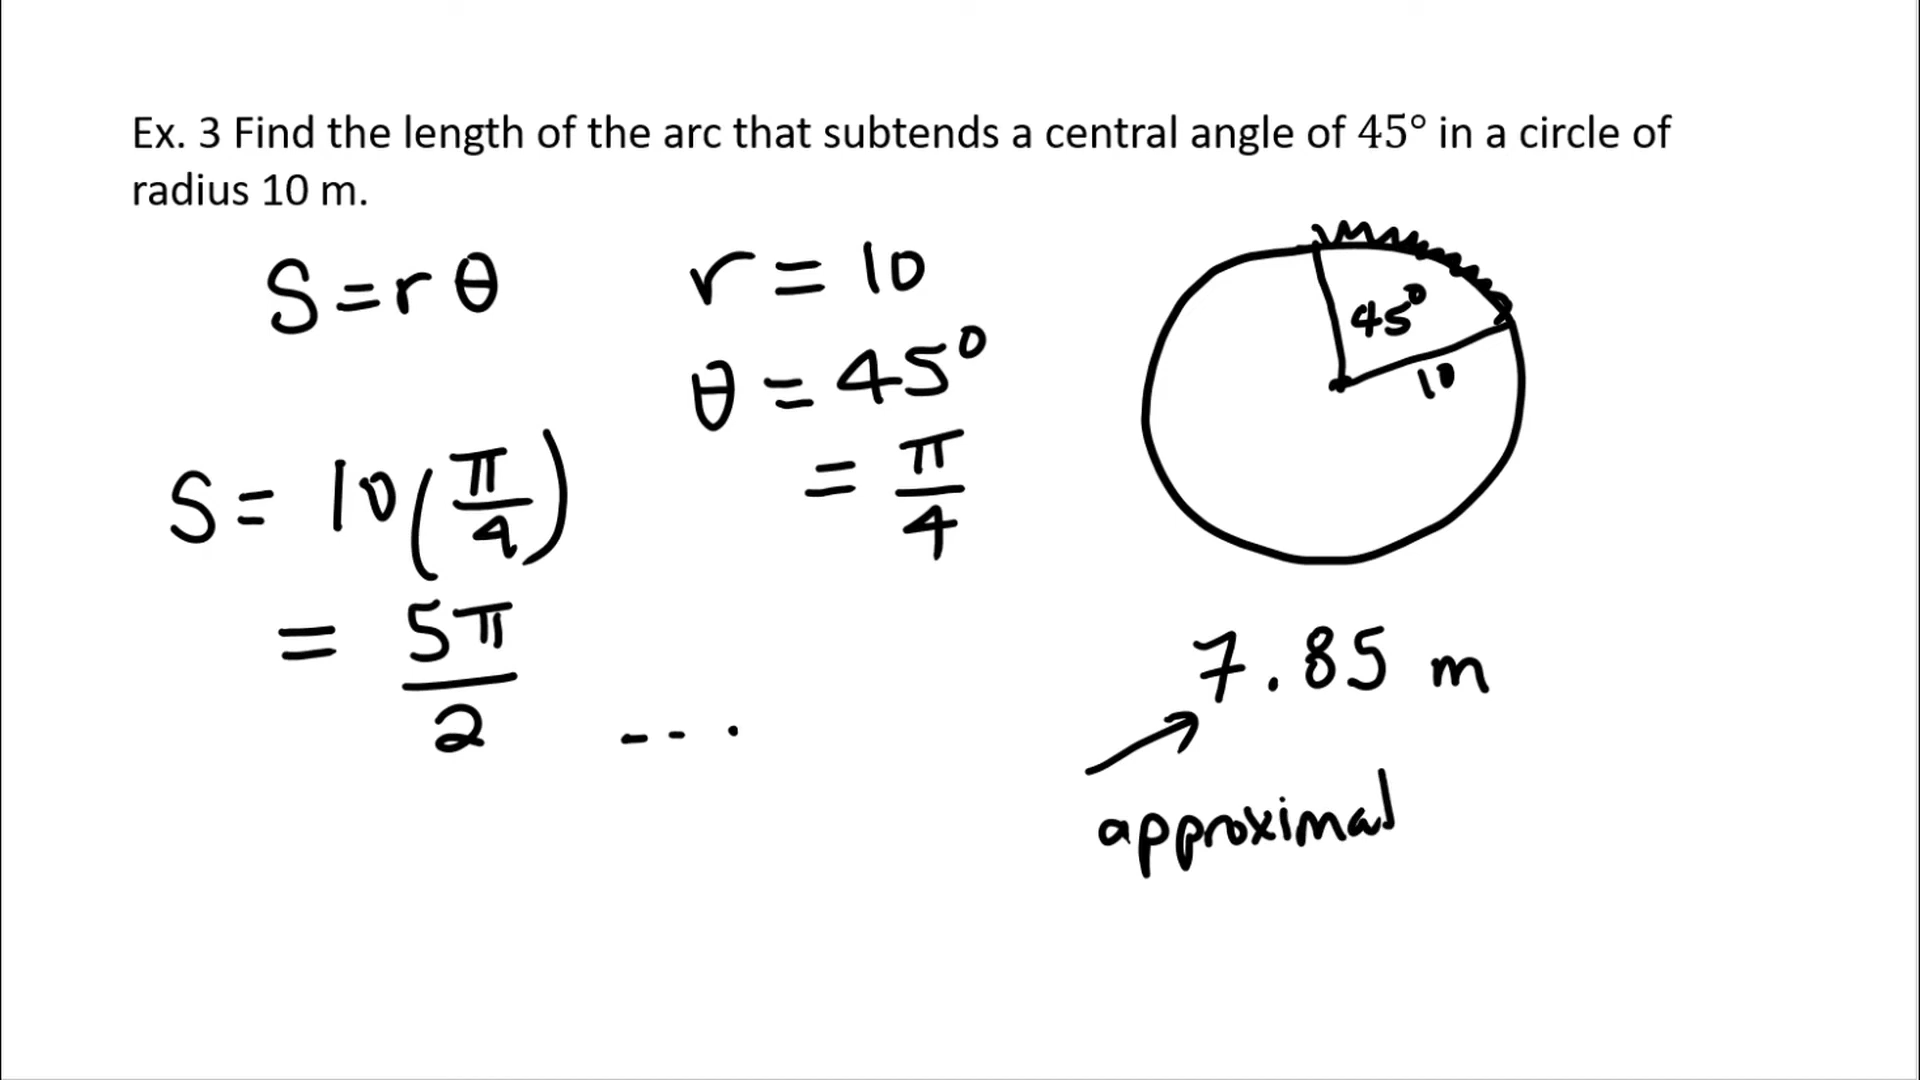 Ex. 3 Find the length of the arc that subtends a central angle of 45° in a circle of
radius 10 m.
S = r θ
r = 10
θ = 45°
= π/4
S = 10(π/4)
= 5π/2 --.
45°
10
7.85 m
approximal